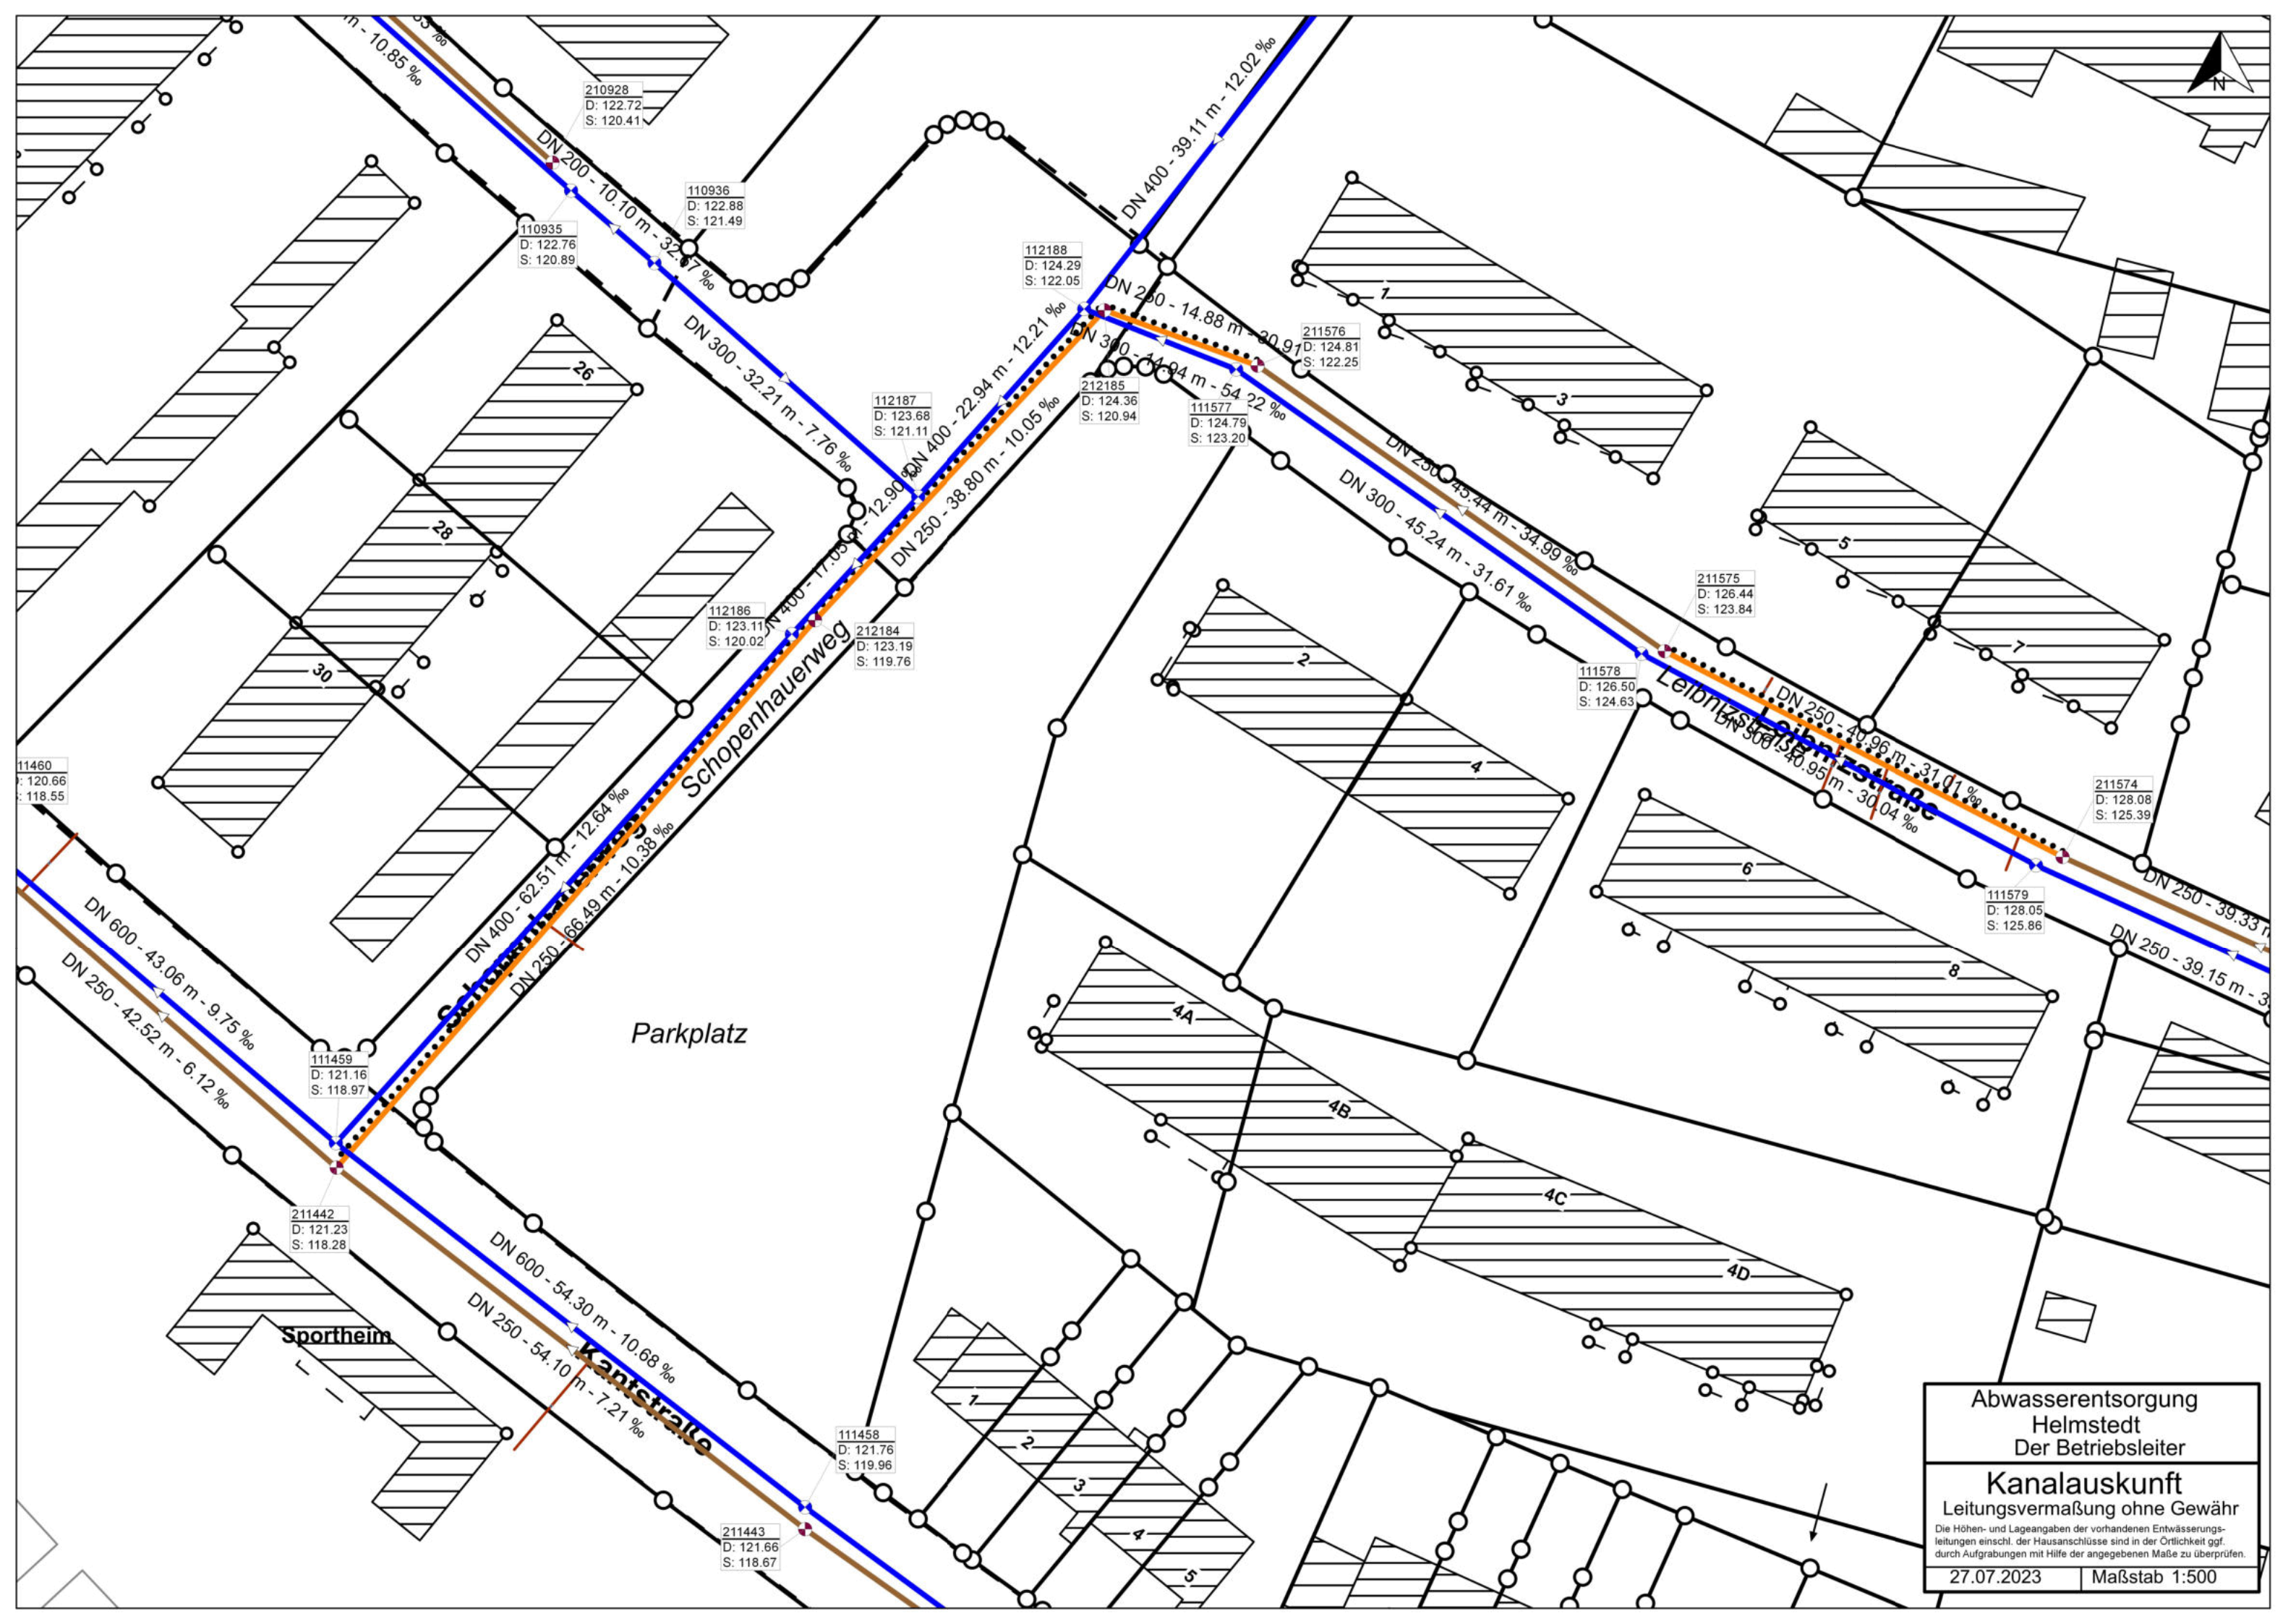 m - 10.85 ‰
210928
D: 122.72
S: 120.41
DN 200 - 10.10 m - 32.67 ‰
110936
D: 122.88
S: 121.49
110935
D: 122.76
S: 120.89
DN 400 - 39.11 m - 12.02 ‰
N
112188
D: 124.29
S: 122.05
DN 250 - 14.88 m - 80.91
211576
D: 124.81
S: 122.25
1
3
DN 300 - 14.94 m - 54.22 ‰
212185
D: 124.36
S: 120.94
111577
D: 124.79
S: 123.20
DN 300 - 32.21 m - 7.76 ‰
26
28
30
112187
D: 123.68
S: 121.11
DN 400 - 22.94 m - 12.21 ‰
DN 250 - 38.80 m - 10.05 ‰
DN 400 - 17.05 m - 12.90 ‰
DN 250 - 45.44 m - 34.99 ‰
DN 300 - 45.24 m - 31.61 ‰
5
7
211575
D: 126.44
S: 123.84
112186
D: 123.11
S: 120.02
212184
D: 123.19
S: 119.76
Schopenhauerweg
2
4
111578
D: 126.50
S: 124.63
Leibnizstraße
Leibnizstraße
DN 250 - 40.96 m - 31.01 ‰
DN 300 - 40.95 m - 30.04 ‰
211574
D: 128.08
S: 125.39
11460
: 120.66
: 118.55
DN 400 - 62.51 m - 12.64 ‰
DN 250 - 66.49 m - 10.38 ‰
Schopenhauerweg
6
8
111579
D: 128.05
S: 125.86
DN 250 - 39.33 m
DN 250 - 39.15 m - 3
DN 600 - 43.06 m - 9.75 ‰
DN 250 - 42.52 m - 6.12 ‰
Parkplatz
4A
4B
4C
4D
111459
D: 121.16
S: 118.97
211442
D: 121.23
S: 118.28
DN 600 - 54.30 m - 10.68 ‰
DN 250 - 54.10 m - 7.21 ‰
Kantstraße
Sportheim
111458
D: 121.76
S: 119.96
211443
D: 121.66
S: 118.67
1
2
3
4
5
Abwasserentsorgung
Helmstedt
Der Betriebsleiter
Kanalauskunft
Leitungsvermaßung ohne Gewähr
Die Höhen- und Lageangaben der vorhandenen Entwässerungs-
leitungen einschl. der Hausanschlüsse sind in der Örtlichkeit ggf.
durch Aufgrabungen mit Hilfe der angegebenen Maße zu überprüfen.
27.07.2023
Maßstab 1:500